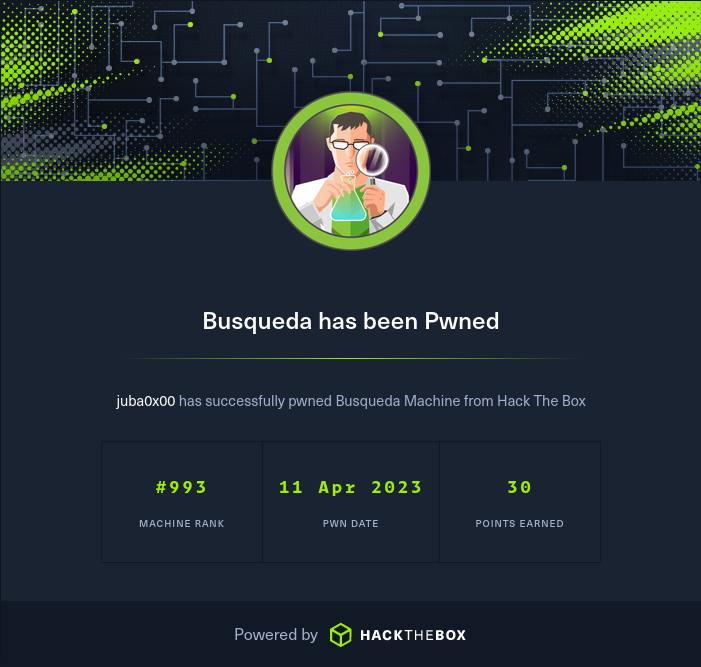 Busqueda has been Pwned
juba0x00 has successfully pwned Busqueda Machine from Hack The Box
#993
MACHINE RANK
11 Apr 2023
PWN DATE
30
POINTS EARNED
Powered by HACKTHEBOX